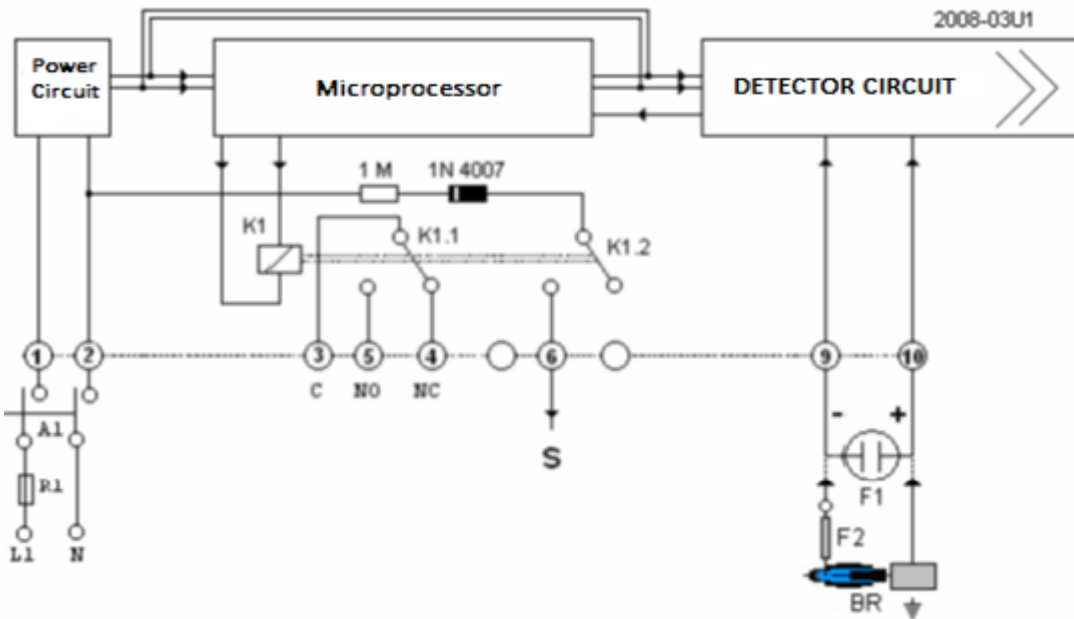 2008-03U1
Power
Circuit
Microprocessor
DETECTOR CIRCUIT
1 M
1N 4007
K1
K1.1
K1.2
1
2
3
5
4
6
9
10
C
NO
NC
A1
S
-
+
F1
R1
F2
L1
N
BR